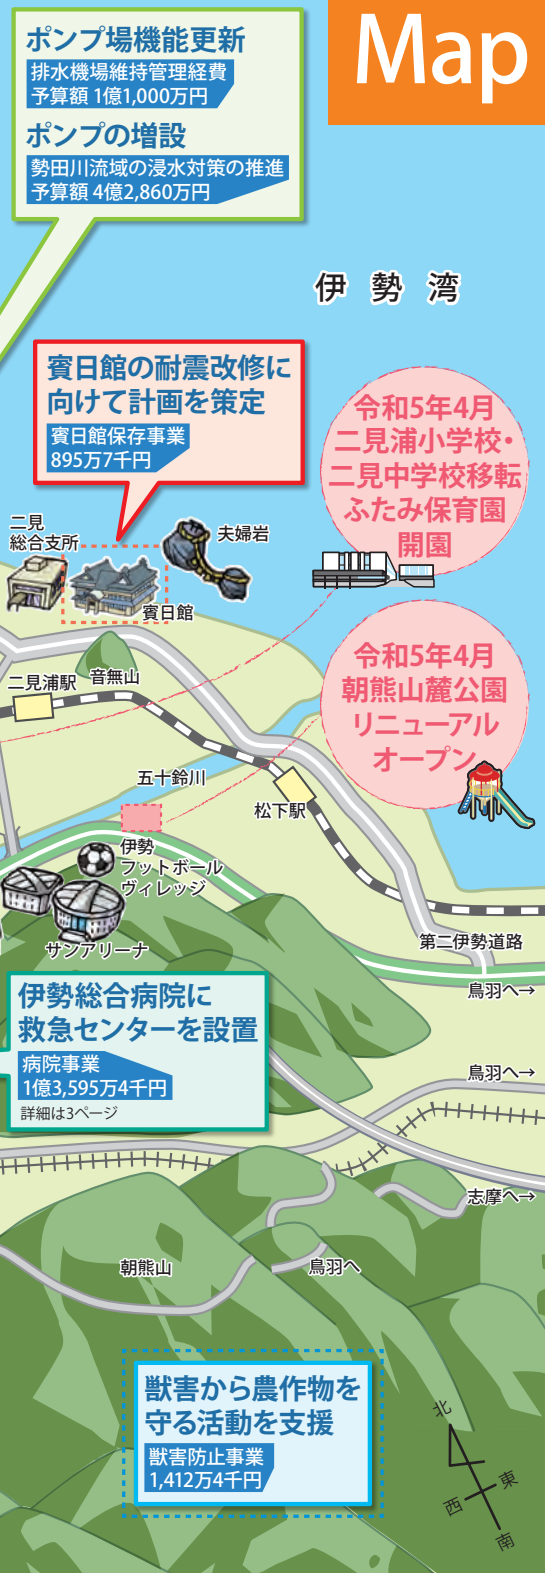 Map
ポンプ場機能更新
排水機場維持管理経費
予算額 1億1,000万円
ポンプの増設
勢田川流域の浸水対策の推進
予算額 4億2,860万円
伊勢湾
賓日館の耐震改修に
向けて計画を策定
賓日館保存事業
895万7千円
令和5年4月
二見浦小学校・
二見中学校移転
ふたみ保育園
開園
二見
総合支所
夫婦岩
賓日館
令和5年4月
朝熊山麓公園
リニューアル
オープン
二見浦駅
音無山
五十鈴川
松下駅
伊勢
フットボール
ヴィレッジ
サンアリーナ
第二伊勢道路
鳥羽へ→
伊勢総合病院に
救急センターを設置
病院事業
1億3,595万4千円
詳細は3ページ
鳥羽へ→
志摩へ→
朝熊山
鳥羽へ
獣害から農作物を
守る活動を支援
獣害防止事業
1,412万4千円
北
東
西
南